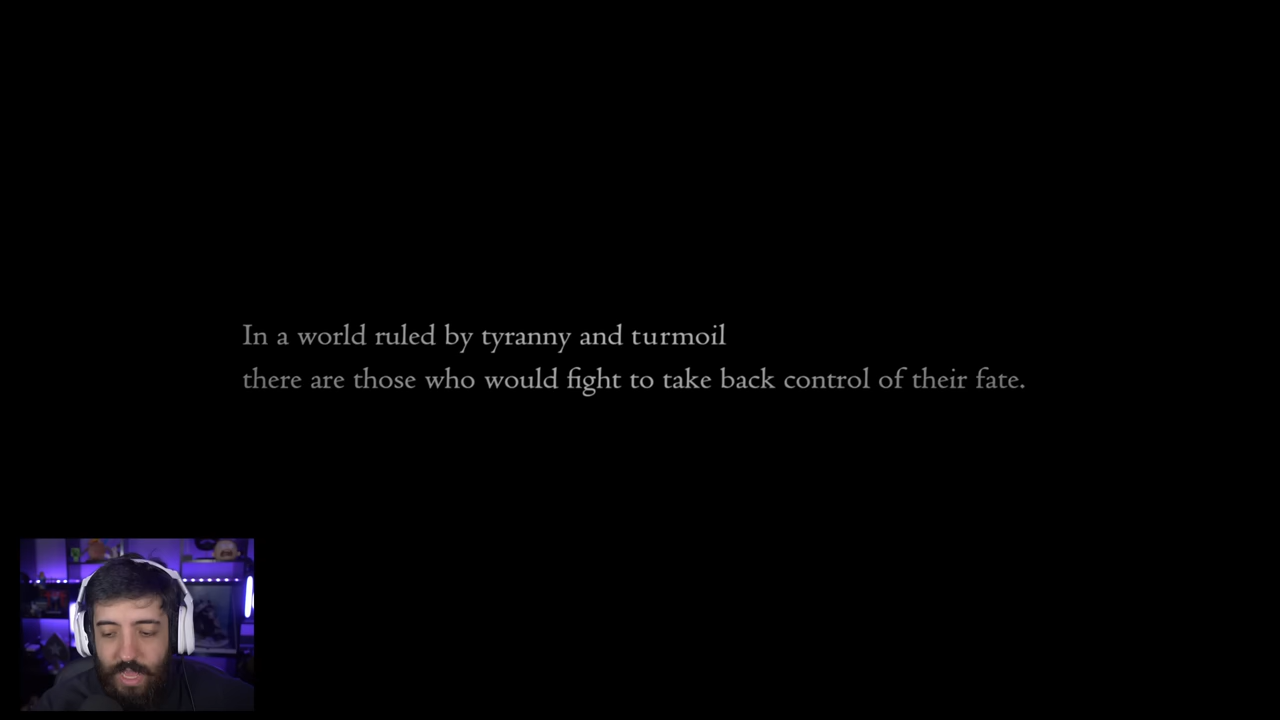 In a world ruled by tyranny and turmoil
there are those who would fight to take back control of their fate.